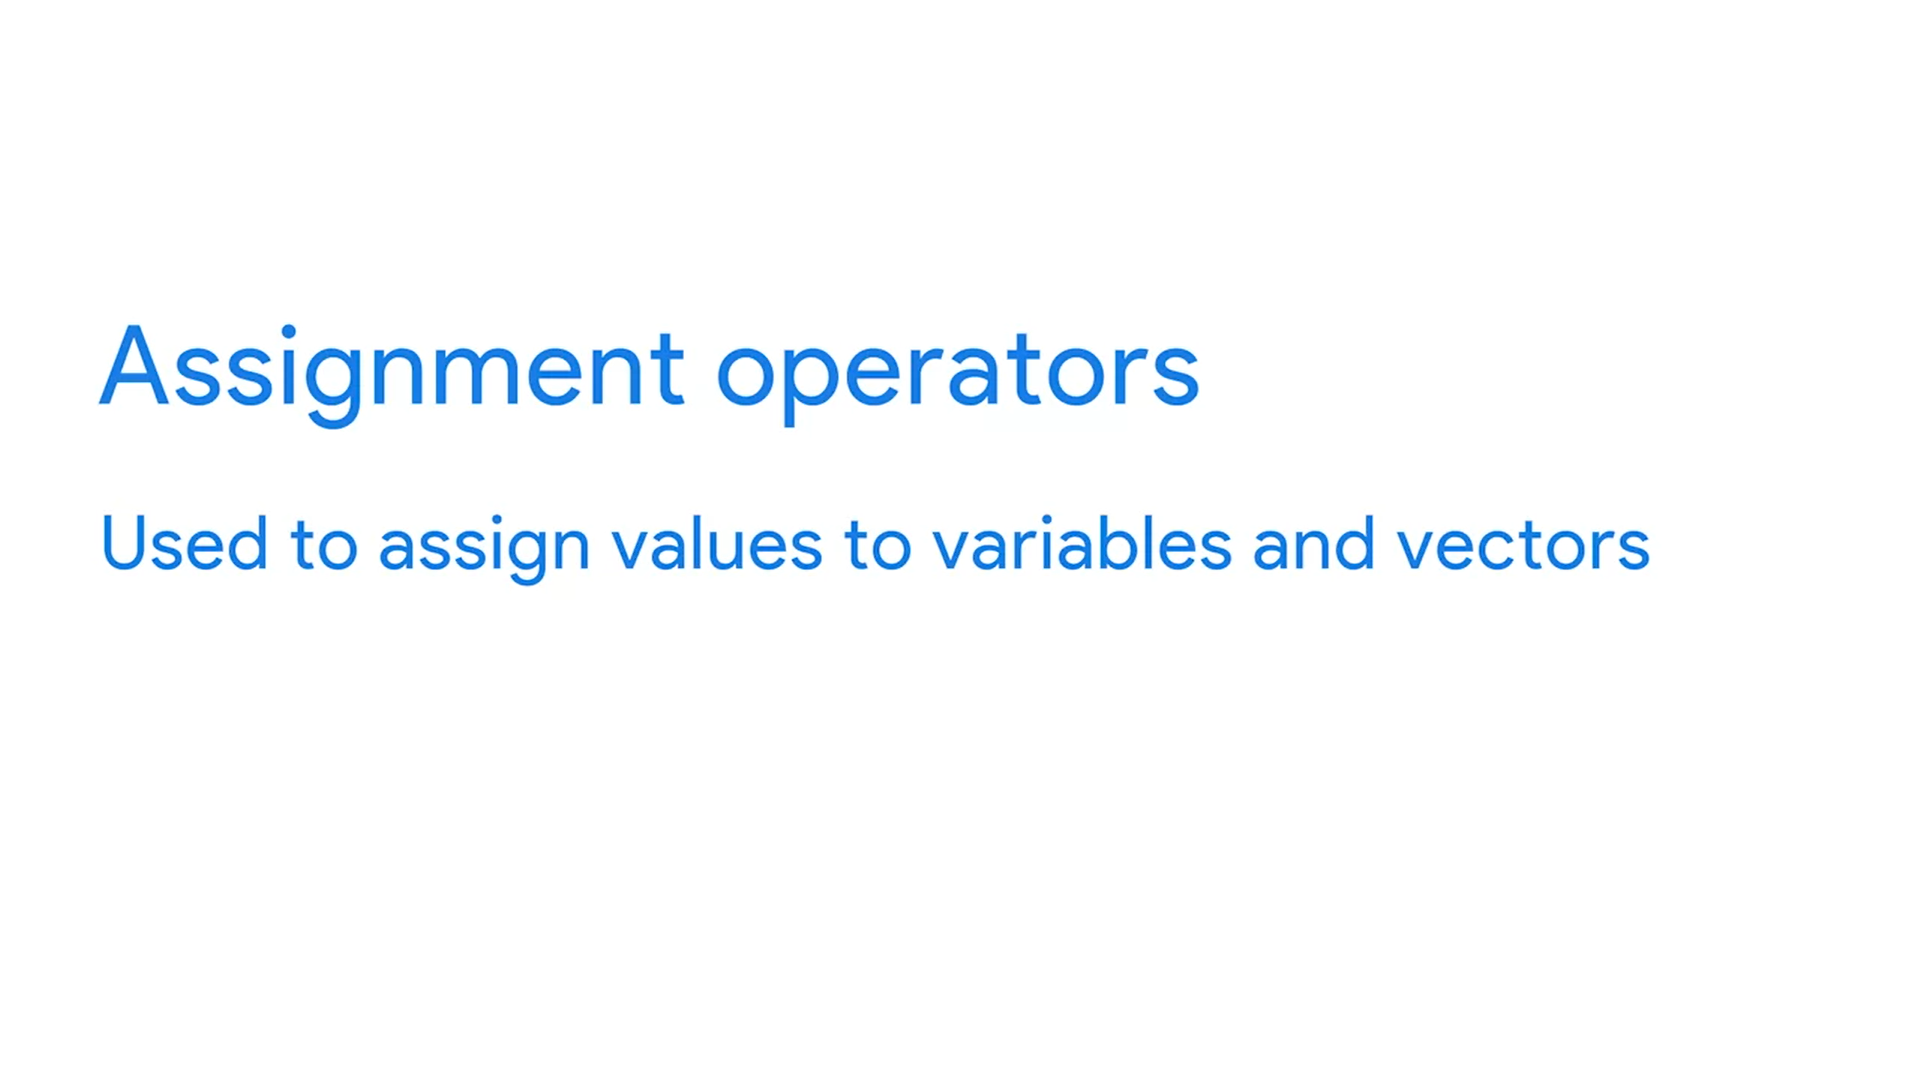 Assignment operators
Used to assign values to variables and vectors